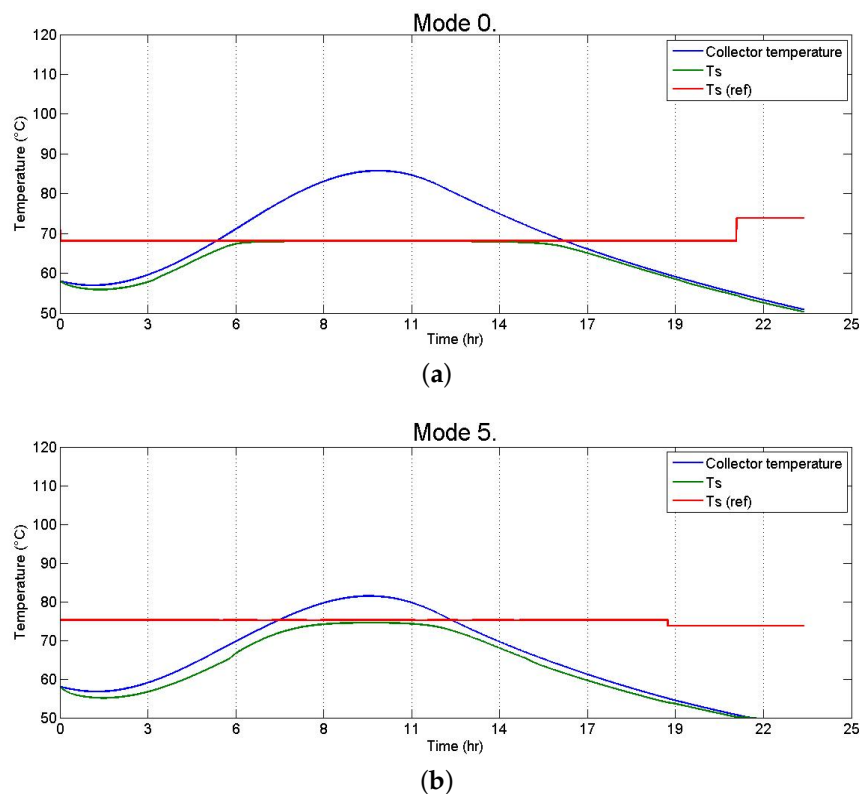 Mode 0.
120
110
100
90
80
70
60
50
Temperature (°C)
Collector temperature
Ts
Ts (ref)
0 3 6 8 11 14 17 19 22 25
Time (hr)
(a)
Mode 5.
120
110
100
90
80
70
60
50
Temperature (°C)
Collector temperature
Ts
Ts (ref)
0 3 6 8 11 14 17 19 22 25
Time (hr)
(b)